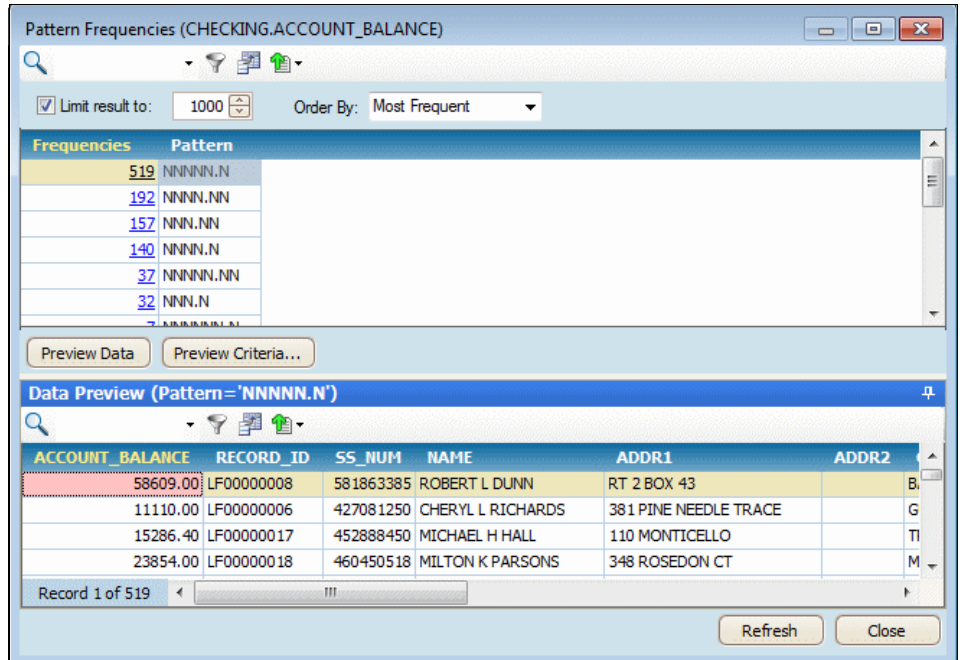 Pattern Frequencies (CHECKING.ACCOUNT_BALANCE)
Limit result to: 1000 Order By: Most Frequent
Frequencies Pattern
519 NNNNN.N
192 NNNN.NN
157 NNN.NN
140 NNNN.N
37 NNNNN.NN
32 NNN.N
7 NNNNNN.N
Preview Data Preview Criteria...
Data Preview (Pattern='NNNNN.N')
ACCOUNT_BALANCE RECORD_ID SS_NUM NAME ADDR1 ADDR2
58609.00 LF00000008 581863385 ROBERT L DUNN RT 2 BOX 43 B
11110.00 LF00000006 427081250 CHERYL L RICHARDS 381 PINE NEEDLE TRACE G
15286.40 LF00000017 452888450 MICHAEL H HALL 110 MONTICELLO
23854.00 LF00000018 460450518 MILTON K PARSONS 348 ROSEDON CT M
Record 1 of 519
Refresh Close